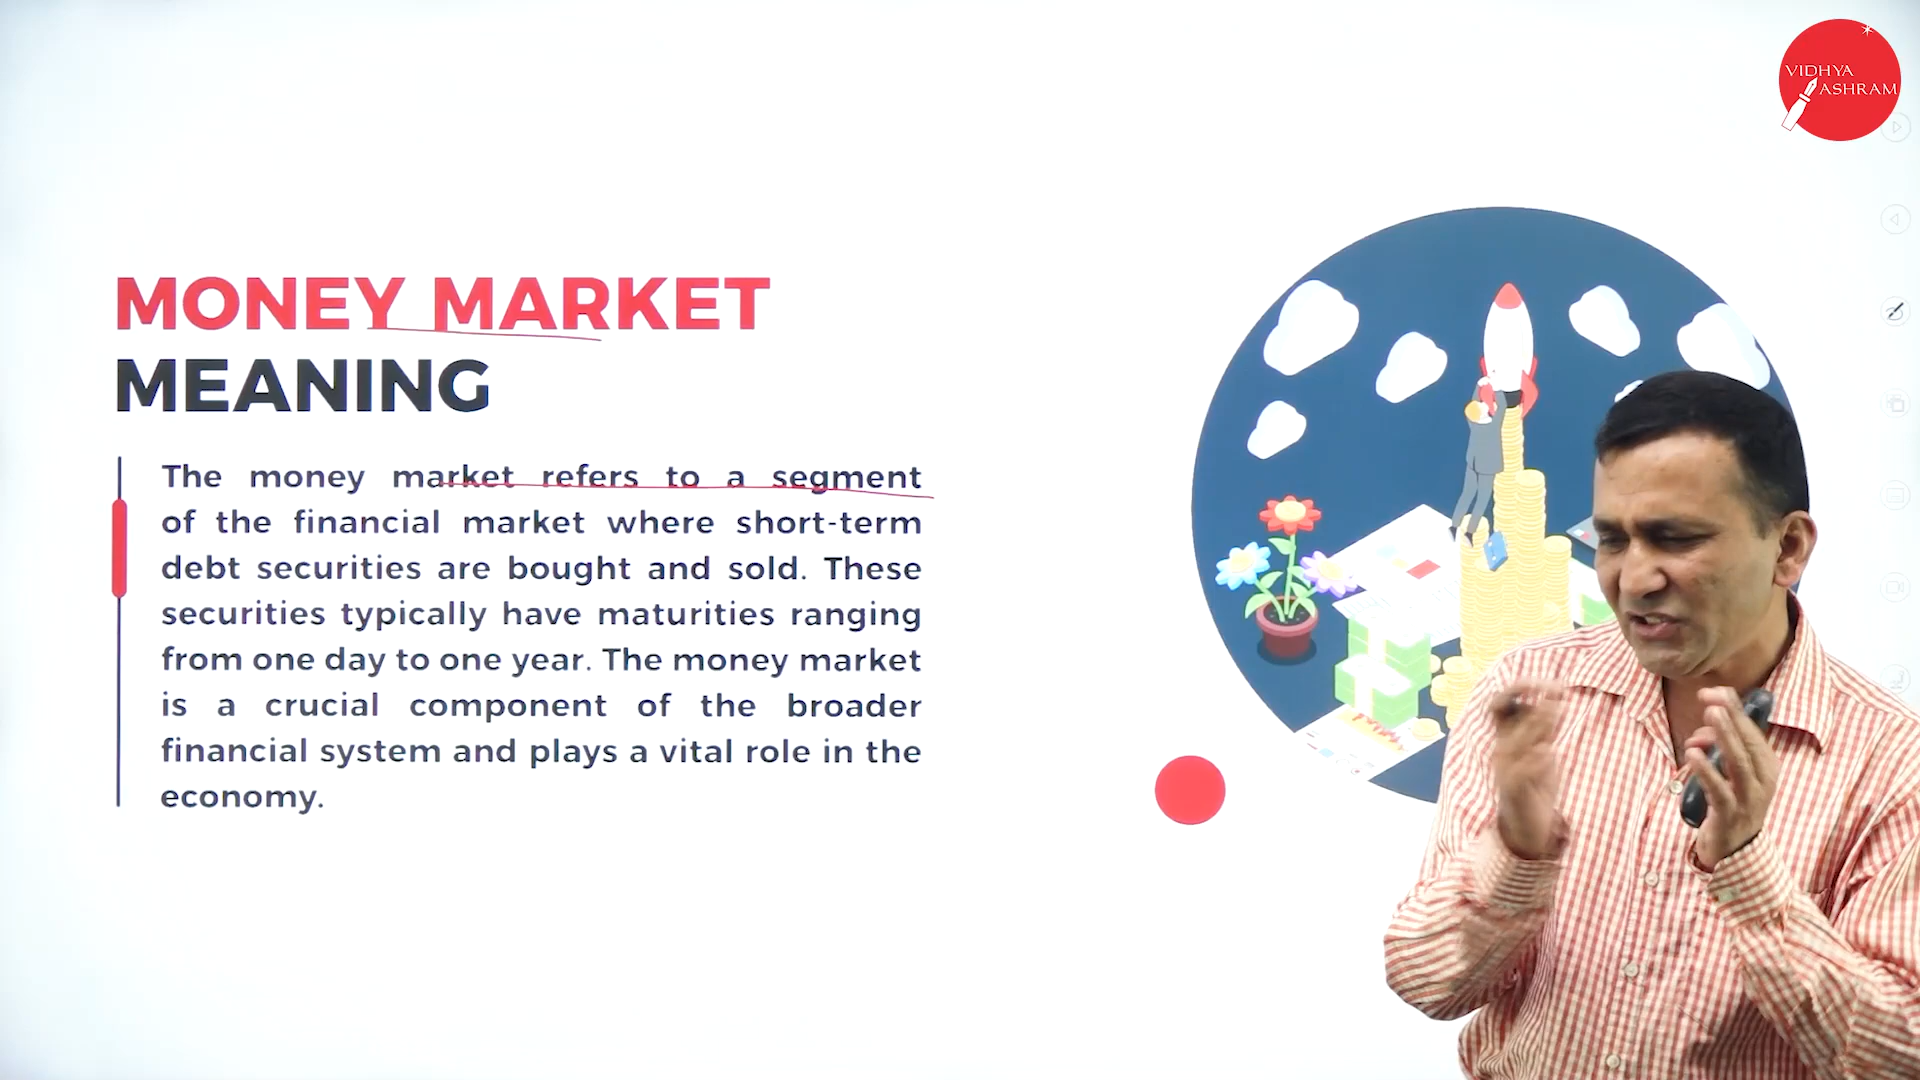 VIDHYA
ASHRAM
MONEY MARKET
MEANING
The money market refers to a segment
of the financial market where short-term
debt securities are bought and sold. These
securities typically have maturities ranging
from one day to one year. The money market
is a crucial component of the broader
financial system and plays a vital role in the
economy.